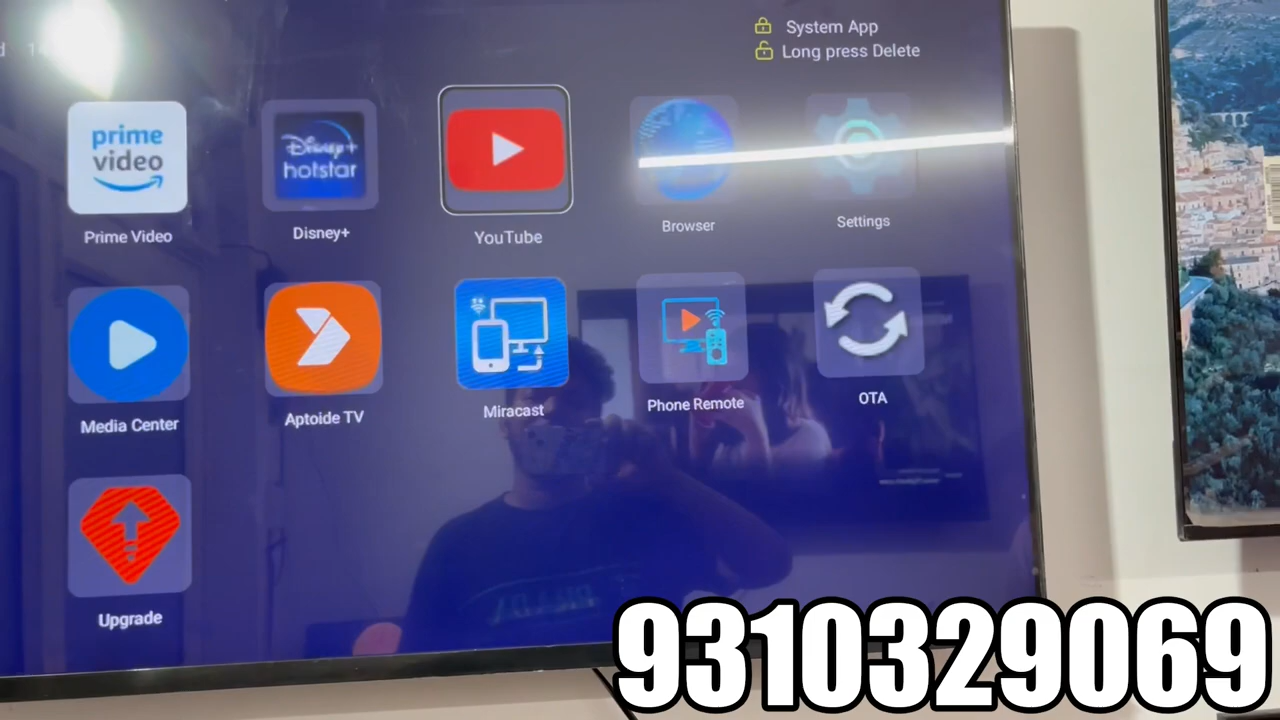 System App
Long press Delete
prime video
Disney+ hotstar
Prime Video
Disney+
YouTube
Browser
Settings
Media Center
Aptoide TV
Miracast
Phone Remote
OTA
Upgrade
PRADA
9310329069